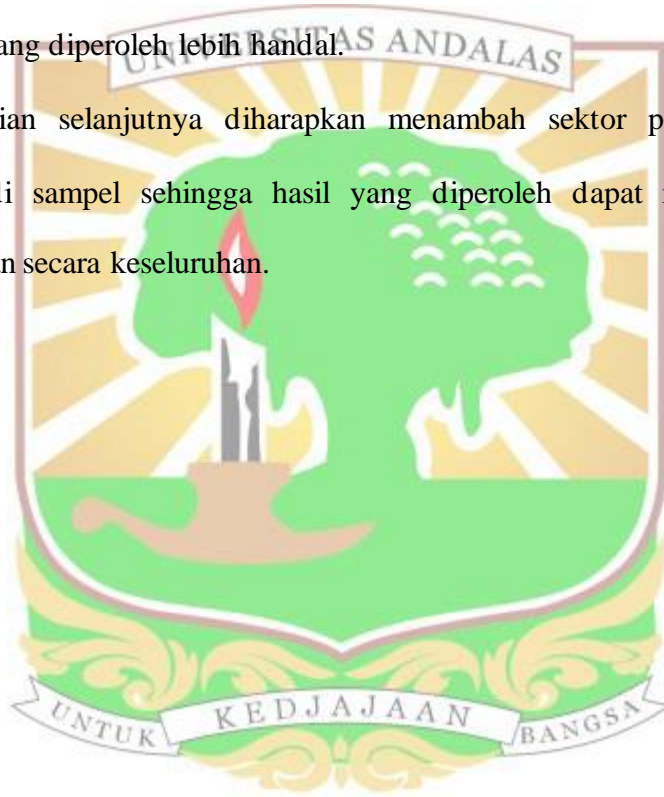 ang diperoleh lebih handal.
UNIVERSITAS ANDALAS
ian selanjutnya diharapkan menambah sektor p
di sampel sehingga hasil yang diperoleh dapat
n secara keseluruhan.
UNTUK KEDJAJAAN BANGSA